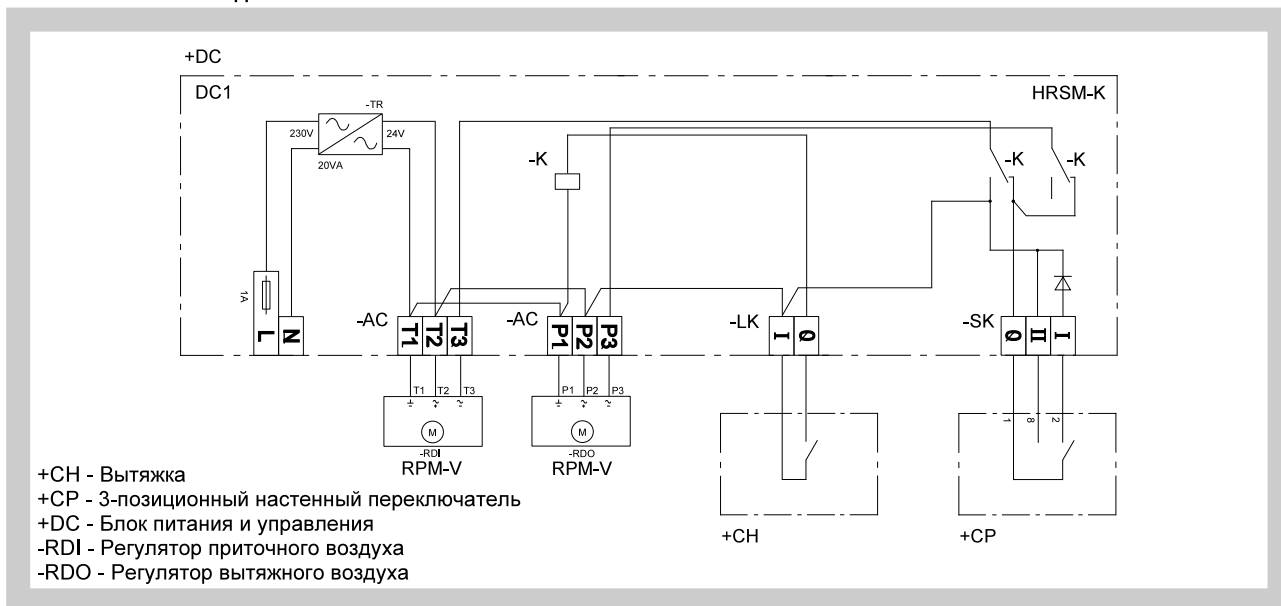 +DC
DC1
HRSM-K
-TR
230V
24V
20VA
-K
-K
-K
1A
L
N
-AC
T1
T2
T3
-AC
P1
P2
P3
-LK
I
Q
-SK
Q
II
I
T1
T2
T3
P1
P2
P3
M
M
-RDI
-RDO
RPM-V
RPM-V
1
8
2
+CH
+CP
+CH - Вытяжка
+CP - 3-позиционный настенный переключатель
+DC - Блок питания и управления
-RDI - Регулятор приточного воздуха
-RDO - Регулятор вытяжного воздуха